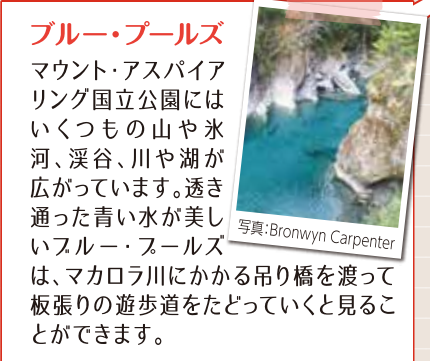 ブルー・プールズ
マウント・アスパイア
リング国立公園には
いくつもの山や氷
河、渓谷、川や湖が
広がっています。透き
通った青い水が美し
いブルー・プールズ
は、マカロラ川にかかる吊り橋を渡って
板張りの遊歩道をたどっていくと見るこ
とができます。
写真：Bronwyn Carpenter